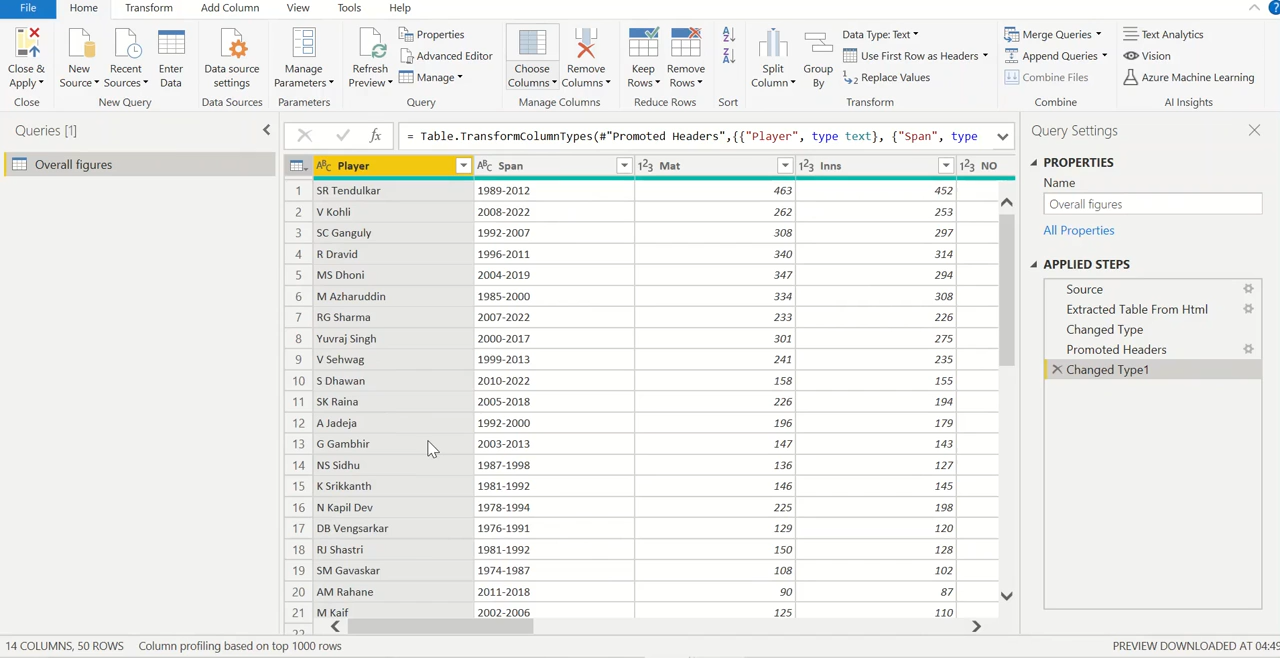 File Home Transform Add Column View Tools Help
Close & Apply
New Source
Recent Sources
Enter Data
Data source settings
Manage Parameters
Refresh Preview
Properties
Advanced Editor
Manage
Choose Columns
Remove Columns
Keep Rows
Remove Rows
Split Column
Group By
Data Type: Text
Use First Row as Headers
Replace Values
Merge Queries
Append Queries
Combine Files
Text Analytics
Vision
Azure Machine Learning
Close New Query Data Sources Parameters Query Manage Columns Reduce Rows Sort Transform Combine AI Insights
Queries [1]
Overall figures
= Table.TransformColumnTypes(#"Promoted Headers",{{"Player", type text}, {"Span", type
Player Span Mat Inns NO
1 SR Tendulkar 1989-2012 463 452
2 V Kohli 2008-2022 262 253
3 SC Ganguly 1992-2007 308 297
4 R Dravid 1996-2011 340 314
5 MS Dhoni 2004-2019 347 294
6 M Azharuddin 1985-2000 334 308
7 RG Sharma 2007-2022 233 226
8 Yuvraj Singh 2000-2017 301 275
9 V Sehwag 1999-2013 241 235
10 S Dhawan 2010-2022 158 155
11 SK Raina 2005-2018 226 194
12 A Jadeja 1992-2000 196 179
13 G Gambhir 2003-2013 147 143
14 NS Sidhu 1987-1998 136 127
15 K Srikkanth 1981-1992 146 145
16 N Kapil Dev 1978-1994 225 198
17 DB Vengsarkar 1976-1991 129 120
18 RJ Shastri 1981-1992 150 128
19 SM Gavaskar 1974-1987 108 102
20 AM Rahane 2011-2018 90 87
21 M Kaif 2002-2006 125 110
Query Settings
PROPERTIES
Name
Overall figures
All Properties
APPLIED STEPS
Source
Extracted Table From Html
Changed Type
Promoted Headers
Changed Type1
14 COLUMNS, 50 ROWS Column profiling based on top 1000 rows
PREVIEW DOWNLOADED AT 04:49